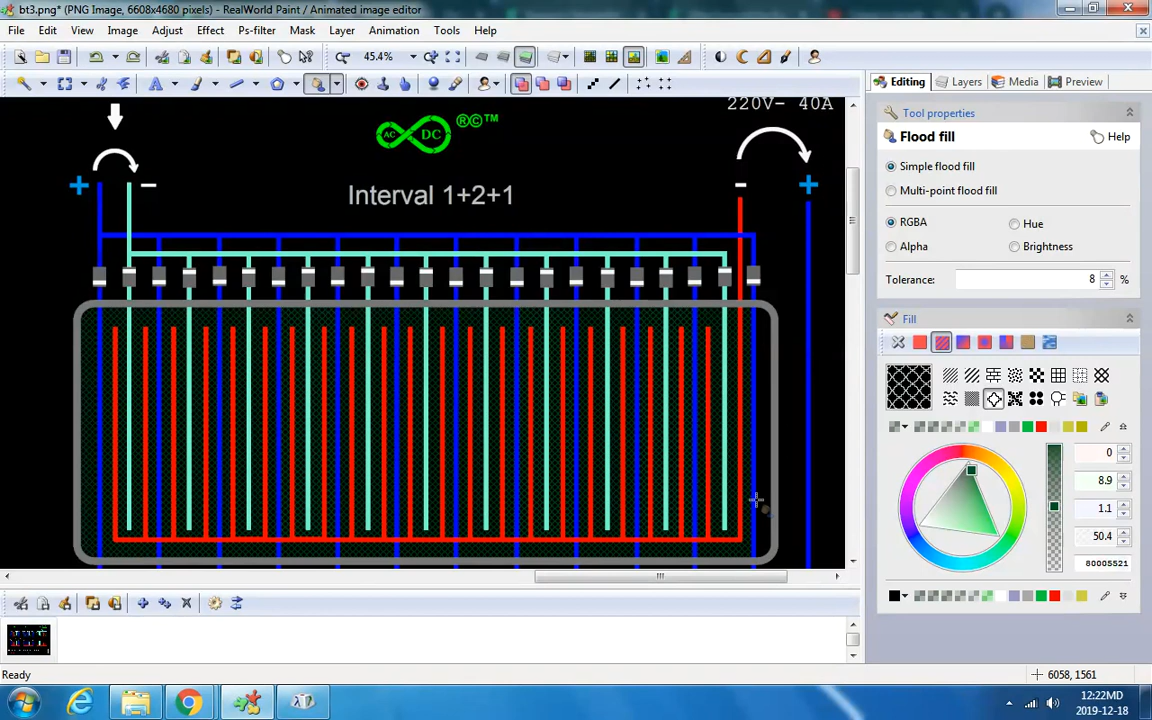 bt3.png* (PNG Image, 6608x4680 pixels) - RealWorld Paint / Animated image editor
File Edit View Image Adjust Effect Ps-filter Mask Layer Animation Tools Help
45.4%
Editing Layers Media Preview
Tool properties
Flood fill Help
Simple flood fill
Multi-point flood fill
RGBA Hue
Alpha Brightness
Tolerance: 8 %
Fill
0
8.9
1.1
50.4
80005521
220V- 40A
AC DC ®©™
+ − − +
Interval 1+2+1
Ready 6058, 1561
12:22MD
2019-12-18